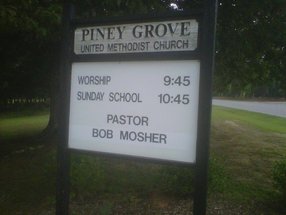 PINEY GROVE
UNITED METHODIST CHURCH
WORSHIP 9:45
SUNDAY SCHOOL 10:45
PASTOR
BOB MOSHER